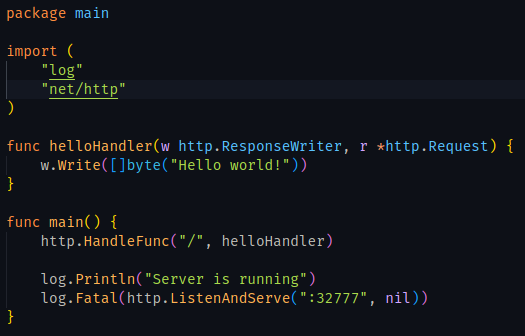 package main

import (
    "log"
    "net/http"
)

func helloHandler(w http.ResponseWriter, r *http.Request) {
    w.Write([]byte("Hello world!"))
}

func main() {
    http.HandleFunc("/", helloHandler)

    log.Println("Server is running")
    log.Fatal(http.ListenAndServe(":32777", nil))
}